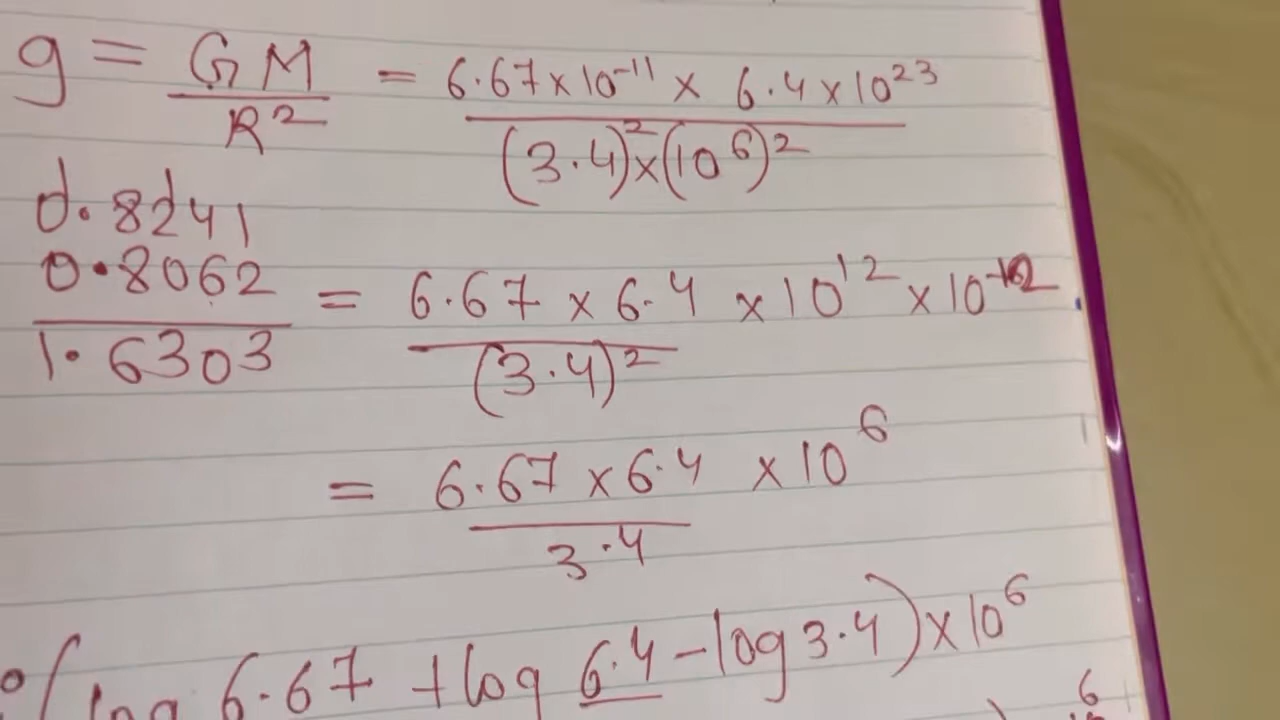 g = GM/R² = 6.67×10⁻¹¹ × 6.4×10²³ / (3.4)²×(10⁶)²
0.8241
0.8062
1.6303
= 6.67 × 6.4 ×10¹² × 10⁻¹² / (3.4)²
= 6.67 × 6.4 ×10⁶ / 3.4
log 6.67 + log 6.4 - log 3.4) × 10⁶
6